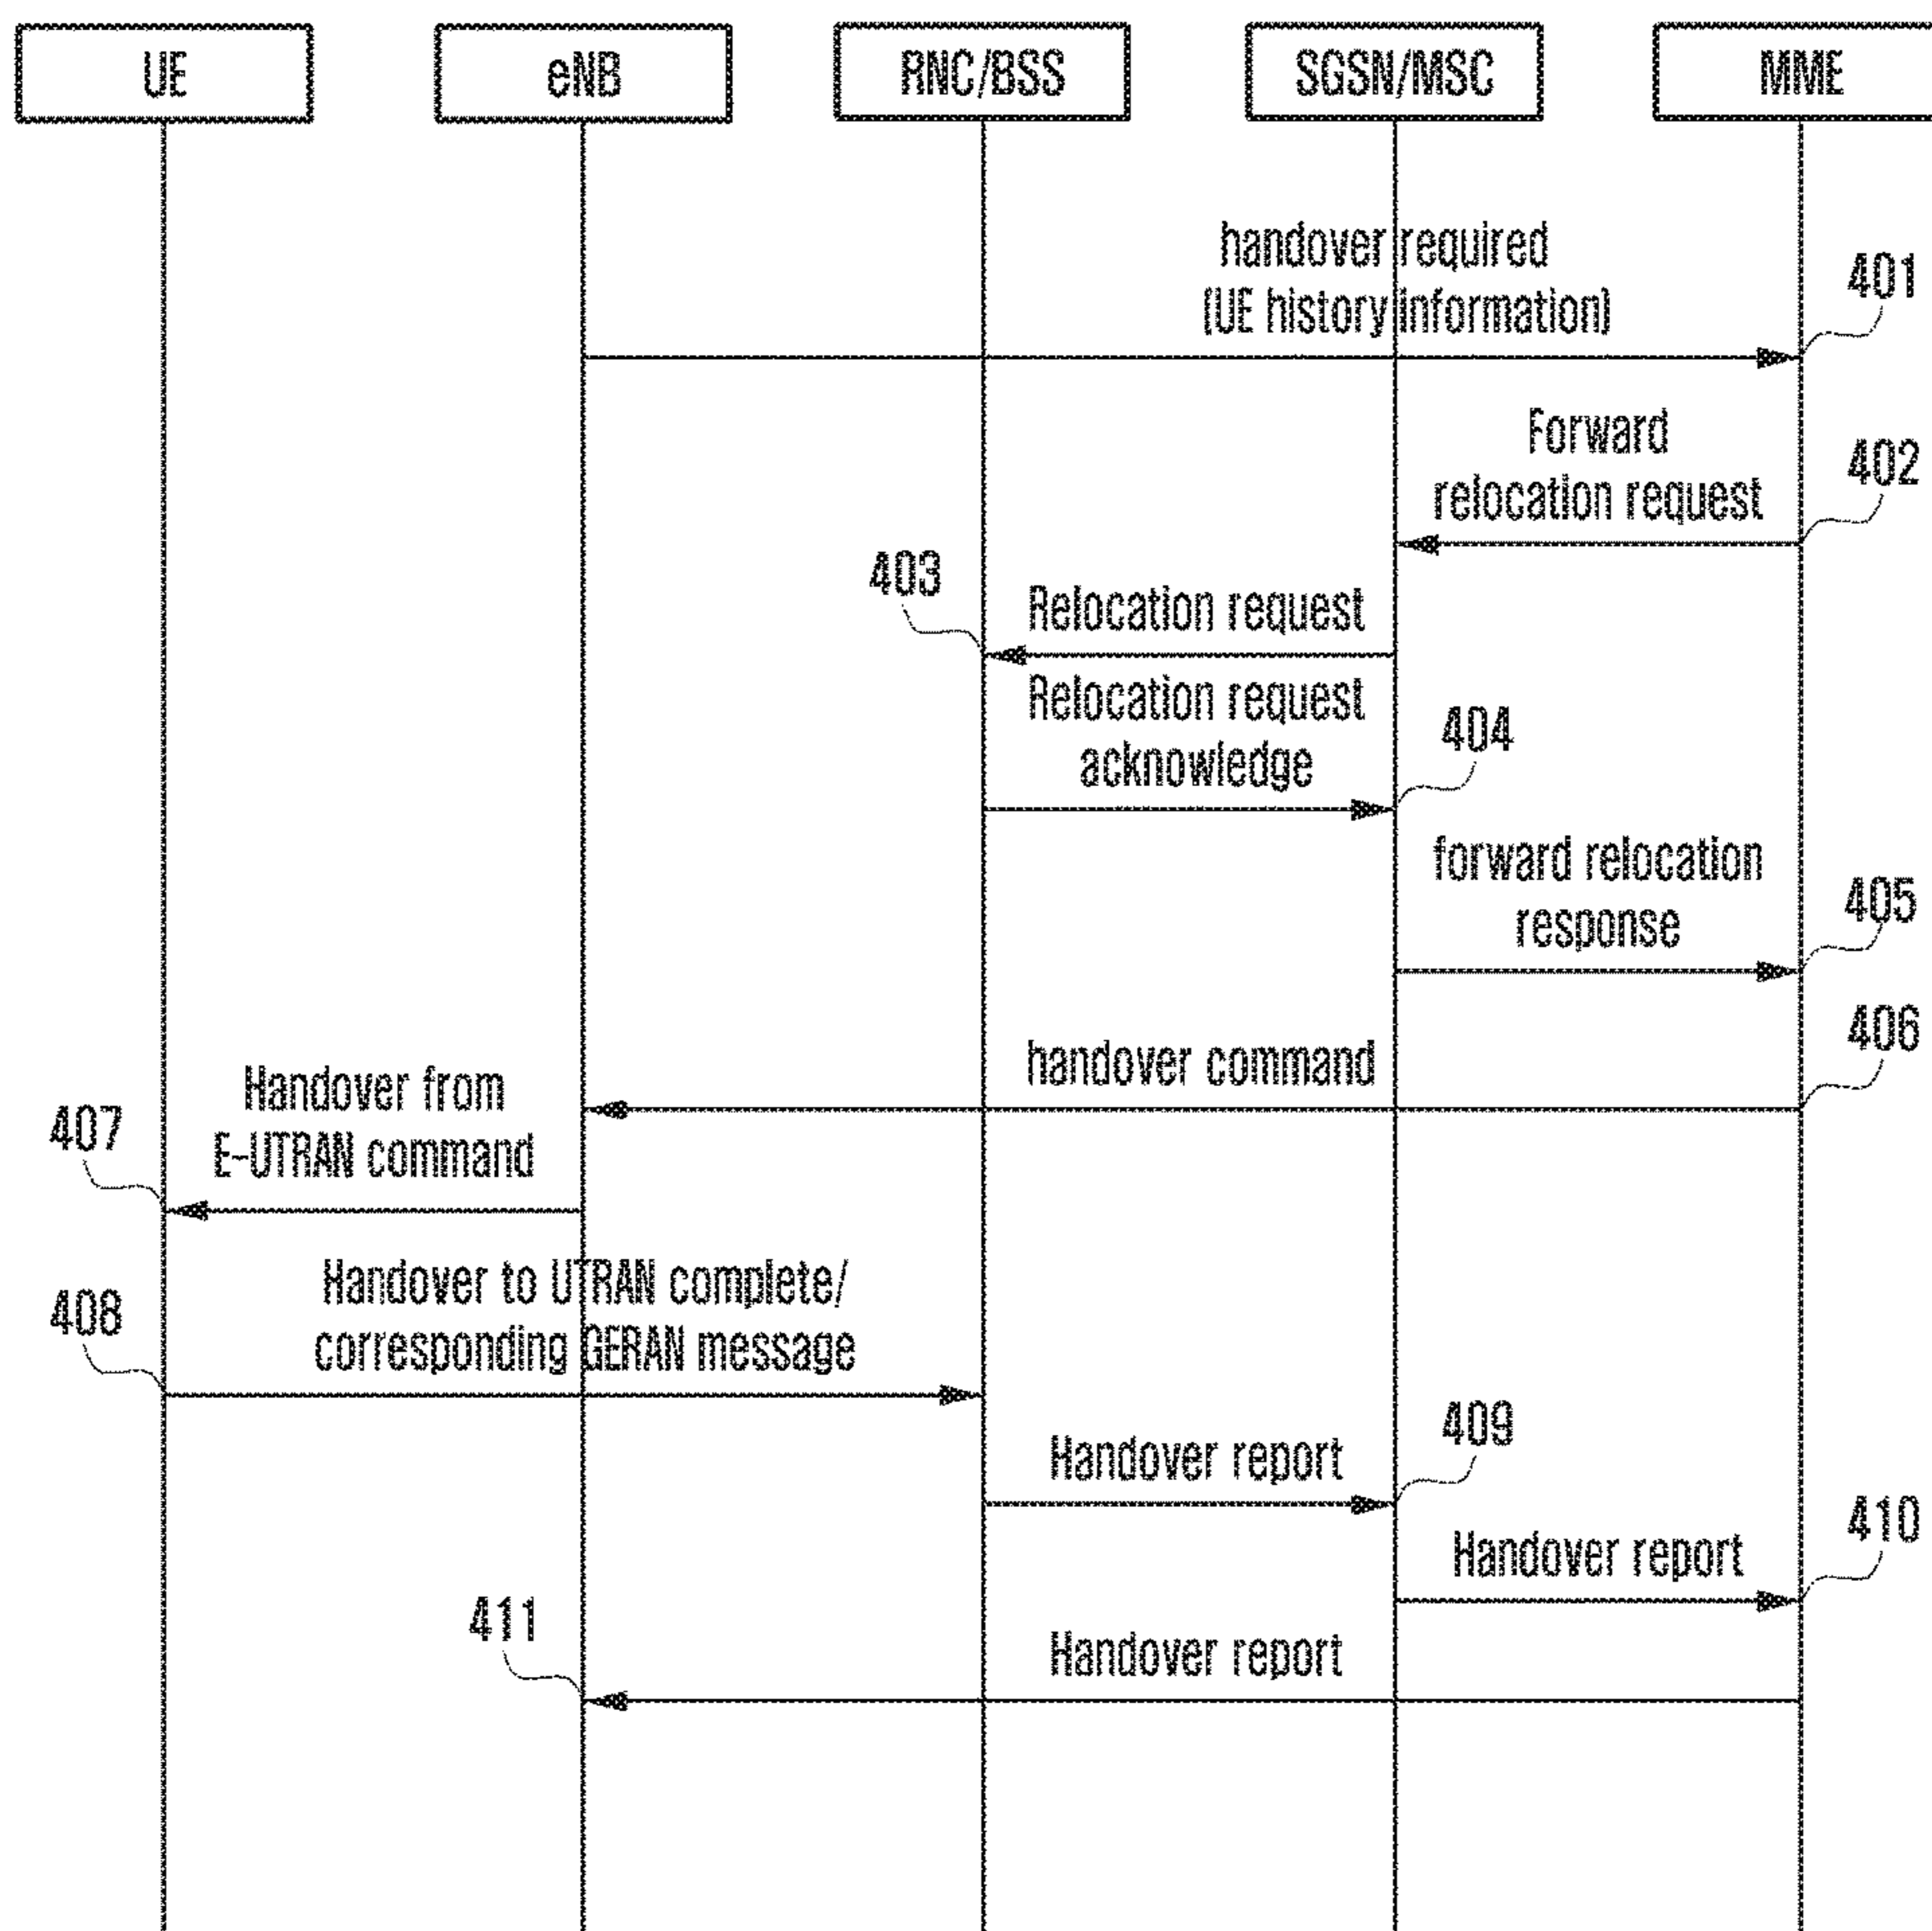 UE
eNB
RNC/BSS
SGSN/MSC
MME
handover required
(UE history information)
401
Forward
relocation request
402
403
Relocation request
Relocation request
acknowledge
404
forward relocation
response
405
406
handover command
Handover from
E-UTRAN command
407
Handover to UTRAN complete/
corresponding GERAN message
408
Handover report
409
Handover report
410
411
Handover report